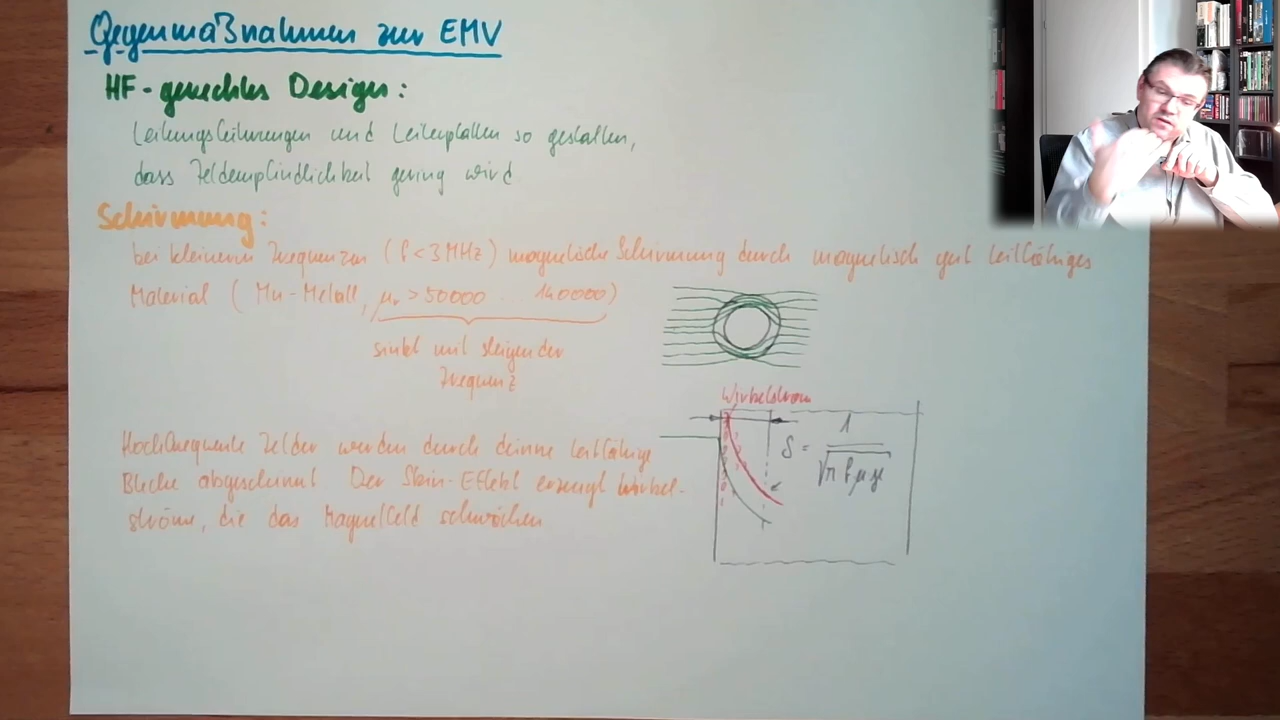 Gegenmaßnahmen zur EMV
HF-gerechtes Design:
Leitungsführungen und Leiterplatten so gestalten,
dass Feldempfindlichkeit gering wird
Schirmung:
bei kleineren Frequenzen (f < 3 MHz) magnetische Schirmung durch magnetisch gut leitfähiges
Material (Mu-Metall, μr > 50000 . 140000)
sinkt mit steigender
Frequenz
Wirbelstrom
δ = 1 / √(π f μ ϰ)
Hochfrequente Felder werden durch dünne leitfähige
Bleche abgeschirmt Der Skin-Effekt erzeugt Wirbel-
ströme, die das Magnetfeld schwächen